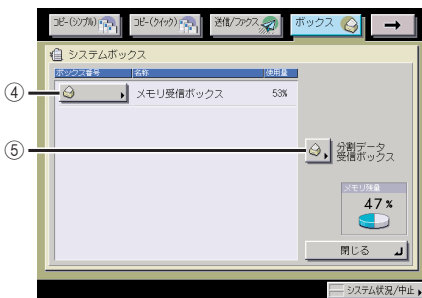 コピー(シンプル)
コピー(クイック)
送信/ファクス
ボックス
→
システムボックス
ボックス番号 名称 使用量
④
メモリ受信ボックス 53%
⑤
分割データ
受信ボックス
メモリ残量
47 %
閉じる
システム状況/中止